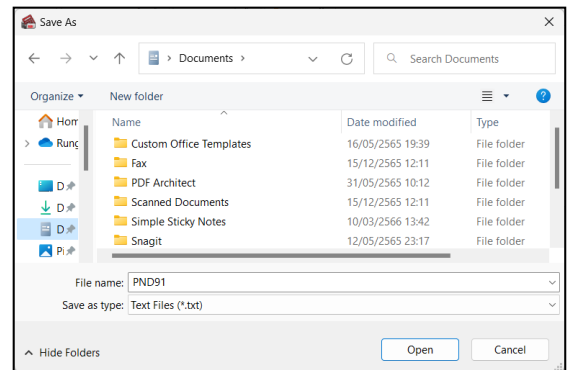 Save As
Documents
Search Documents
Organize
New folder
Hom
Name
Date modified
Type
Rung
Custom Office Templates 16/05/2565 19:39 File folder
Fax 15/12/2565 12:11 File folder
D
PDF Architect 31/05/2565 10:12 File folder
D
Scanned Documents 15/12/2565 12:11 File folder
D
Simple Sticky Notes 10/03/2566 13:42 File folder
Pi
Snagit 12/05/2565 23:17 File folder
File name: PND91
Save as type: Text Files (*.txt)
Hide Folders
Open
Cancel